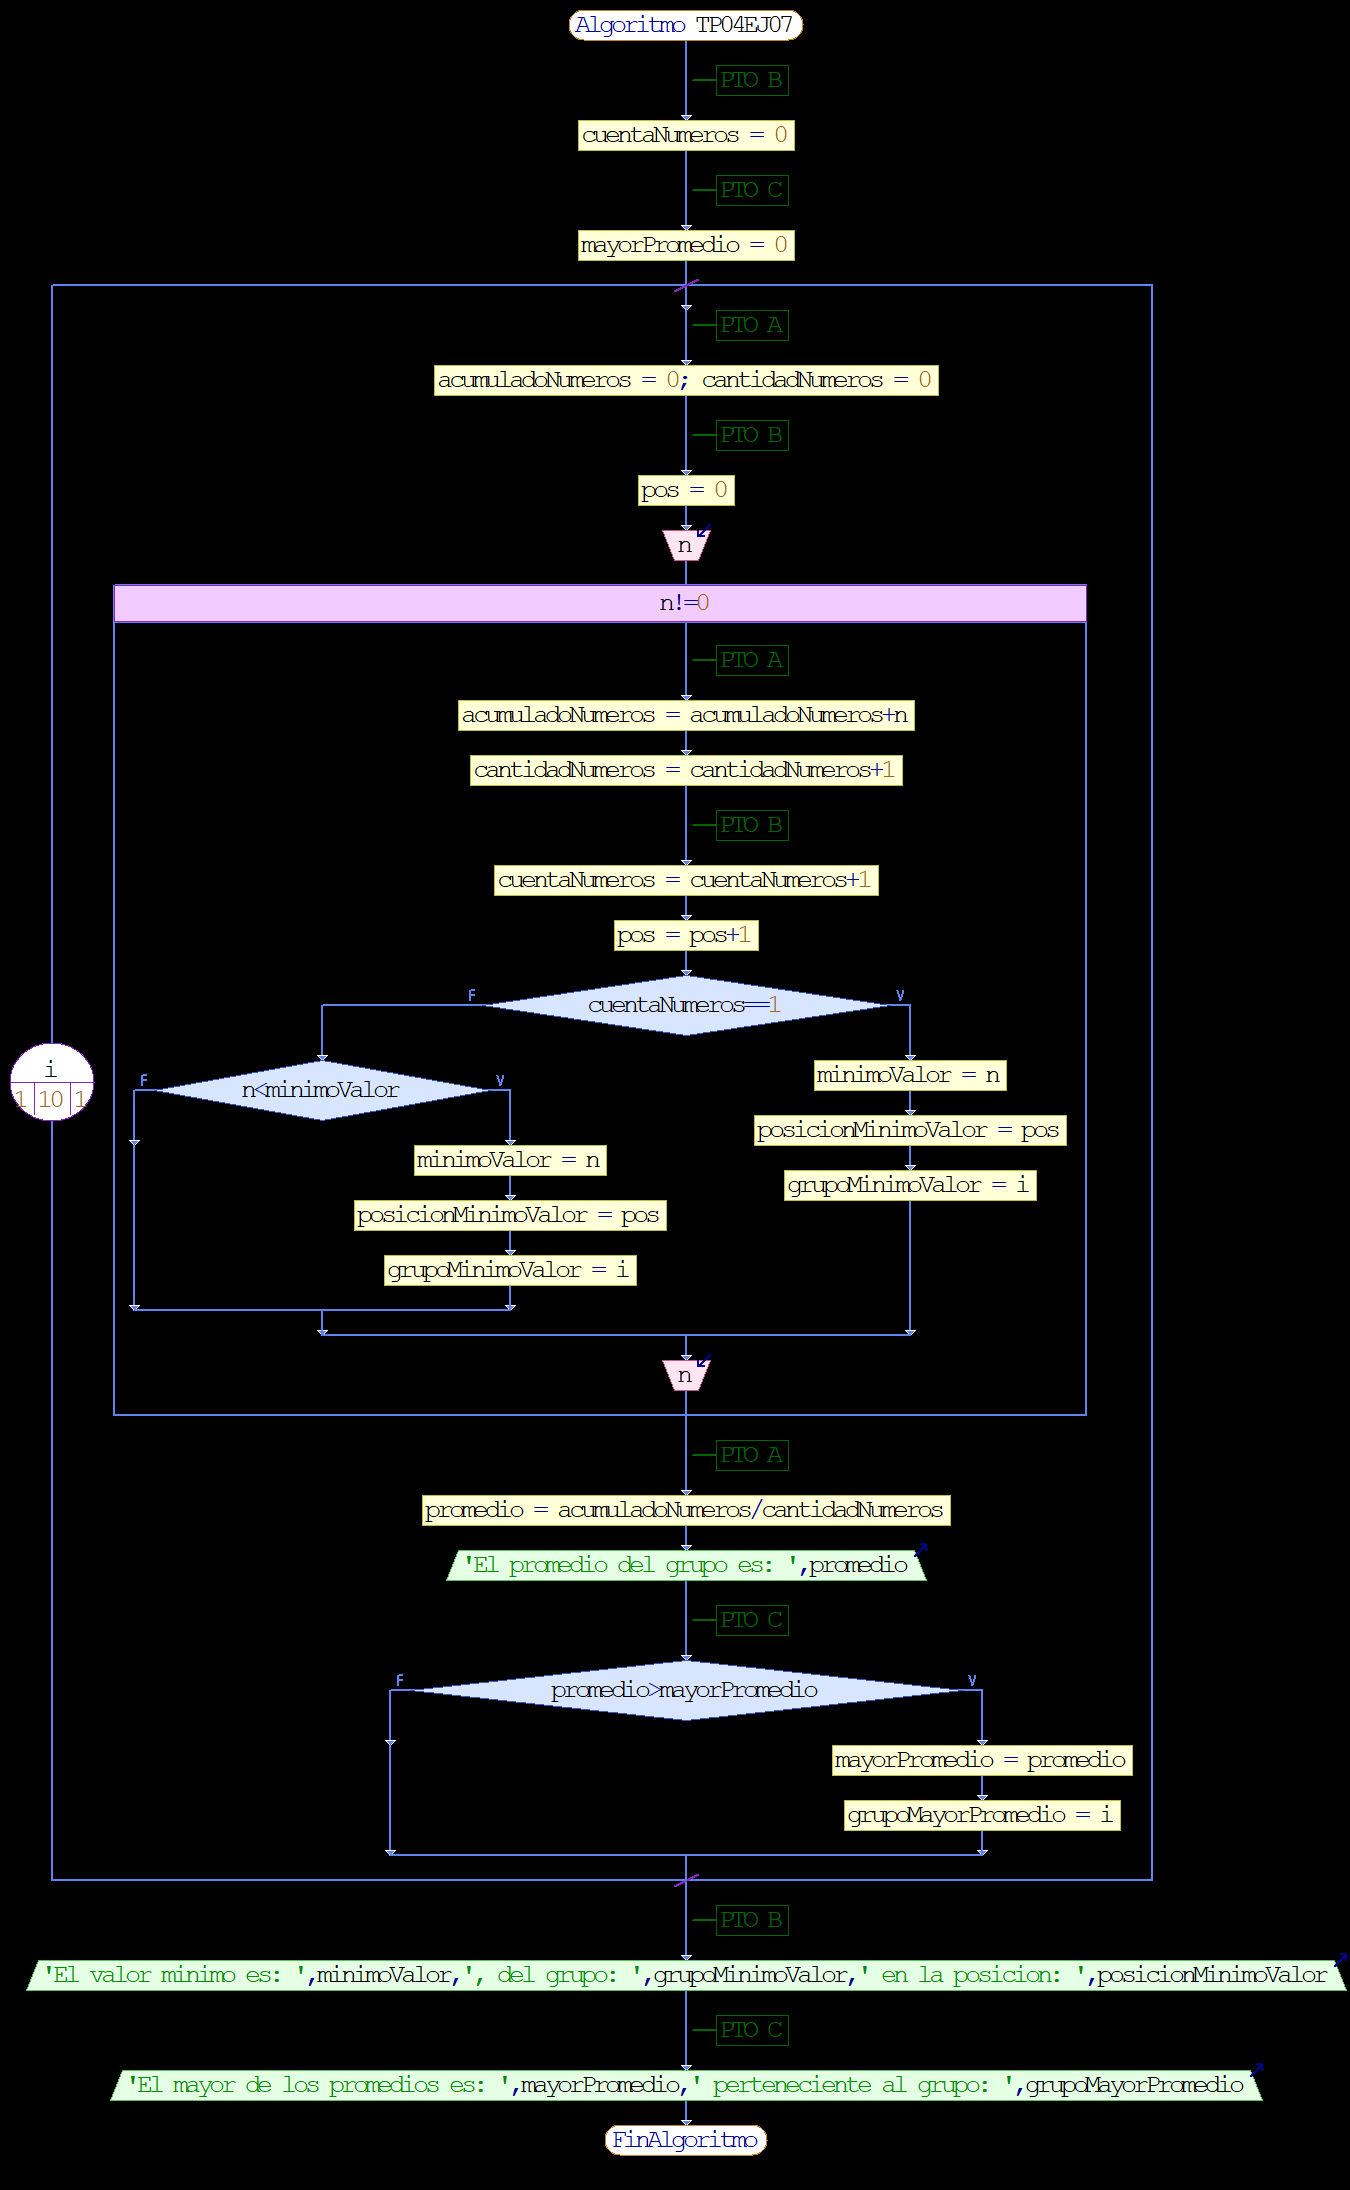 Algoritmo TP04EJ07
PTO B
cuentaNumeros = 0
PTO C
mayorPromedio = 0
PTO A
acumuladoNumeros = 0; cantidadNumeros = 0
PTO B
pos = 0
n
n!=0
PTO A
acumuladoNumeros = acumuladoNumeros+n
cantidadNumeros = cantidadNumeros+1
PTO B
cuentaNumeros = cuentaNumeros+1
pos = pos+1
F cuentaNumeros==1 V
i
1 10 1
F n<minimoValor V
minimoValor = n
posicionMinimoValor = pos
grupoMinimoValor = i
minimoValor = n
posicionMinimoValor = pos
grupoMinimoValor = i
n
PTO A
promedio = acumuladoNumeros/cantidadNumeros
'El promedio del grupo es: ',promedio
PTO C
F promedio>mayorPromedio V
mayorPromedio = promedio
grupoMayorPromedio = i
PTO B
'El valor minimo es: ',minimoValor,', del grupo: ',grupoMinimoValor,' en la posicion: ',posicionMinimoValor
PTO C
'El mayor de los promedios es: ',mayorPromedio,' perteneciente al grupo: ',grupoMayorPromedio
FinAlgoritmo